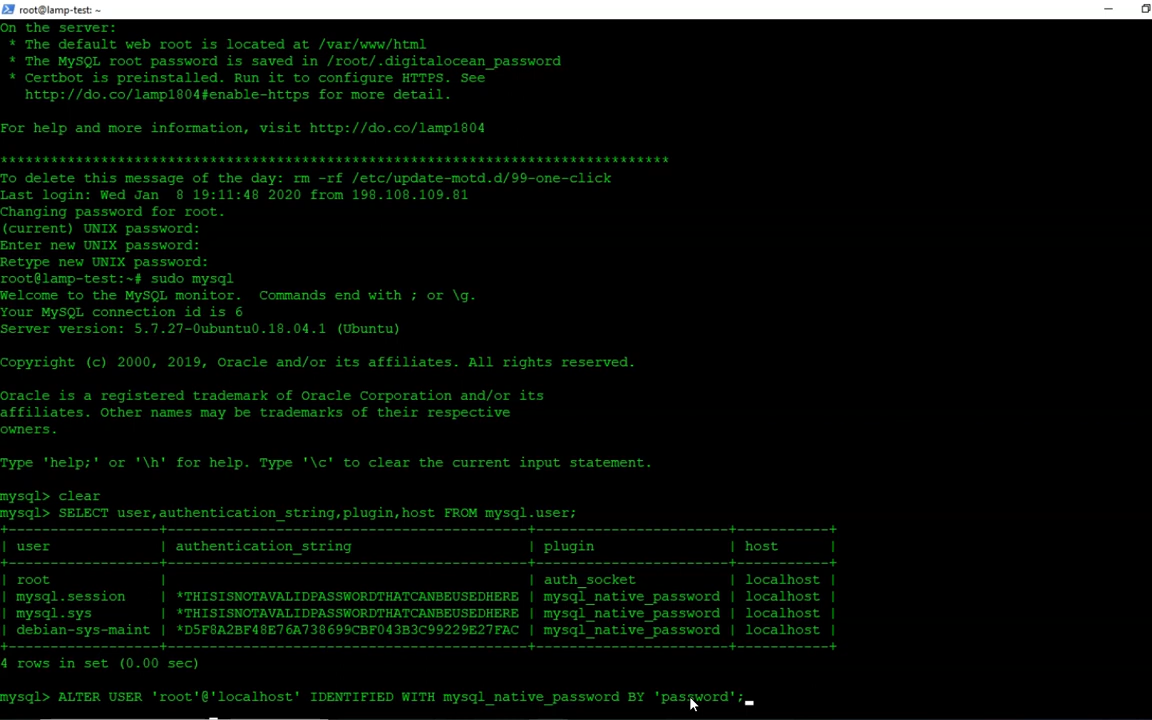 root@lamp-test: ~
On the server:
* The default web root is located at /var/www/html
* The MySQL root password is saved in /root/.digitalocean_password
* Certbot is preinstalled. Run it to configure HTTPS. See
http://do.co/lamp1804#enable-https for more detail.
For help and more information, visit http://do.co/lamp1804
********************************************************************************
To delete this message of the day: rm -rf /etc/update-motd.d/99-one-click
Last login: Wed Jan  8 19:11:48 2020 from 198.108.109.81
Changing password for root.
(current) UNIX password:
Enter new UNIX password:
Retype new UNIX password:
root@lamp-test:~# sudo mysql
Welcome to the MySQL monitor.  Commands end with ; or \g.
Your MySQL connection id is 6
Server version: 5.7.27-0ubuntu0.18.04.1 (Ubuntu)
Copyright (c) 2000, 2019, Oracle and/or its affiliates. All rights reserved.
Oracle is a registered trademark of Oracle Corporation and/or its
affiliates. Other names may be trademarks of their respective
owners.
Type 'help;' or '\h' for help. Type '\c' to clear the current input statement.
mysql> clear
mysql> SELECT user,authentication_string,plugin,host FROM mysql.user;
+------------------+-------------------------------------------+-----------------------+-----------+
| user             | authentication_string                     | plugin                | host      |
+------------------+-------------------------------------------+-----------------------+-----------+
| root             |                                           | auth_socket           | localhost |
| mysql.session    | *THISISNOTAVALIDPASSWORDTHATCANBEUSEDHERE | mysql_native_password | localhost |
| mysql.sys        | *THISISNOTAVALIDPASSWORDTHATCANBEUSEDHERE | mysql_native_password | localhost |
| debian-sys-maint | *D5F8A2BF48E76A738699CBF043B3C99229E27FAC | mysql_native_password | localhost |
+------------------+-------------------------------------------+-----------------------+-----------+
4 rows in set (0.00 sec)
mysql> ALTER USER 'root'@'localhost' IDENTIFIED WITH mysql_native_password BY 'password';